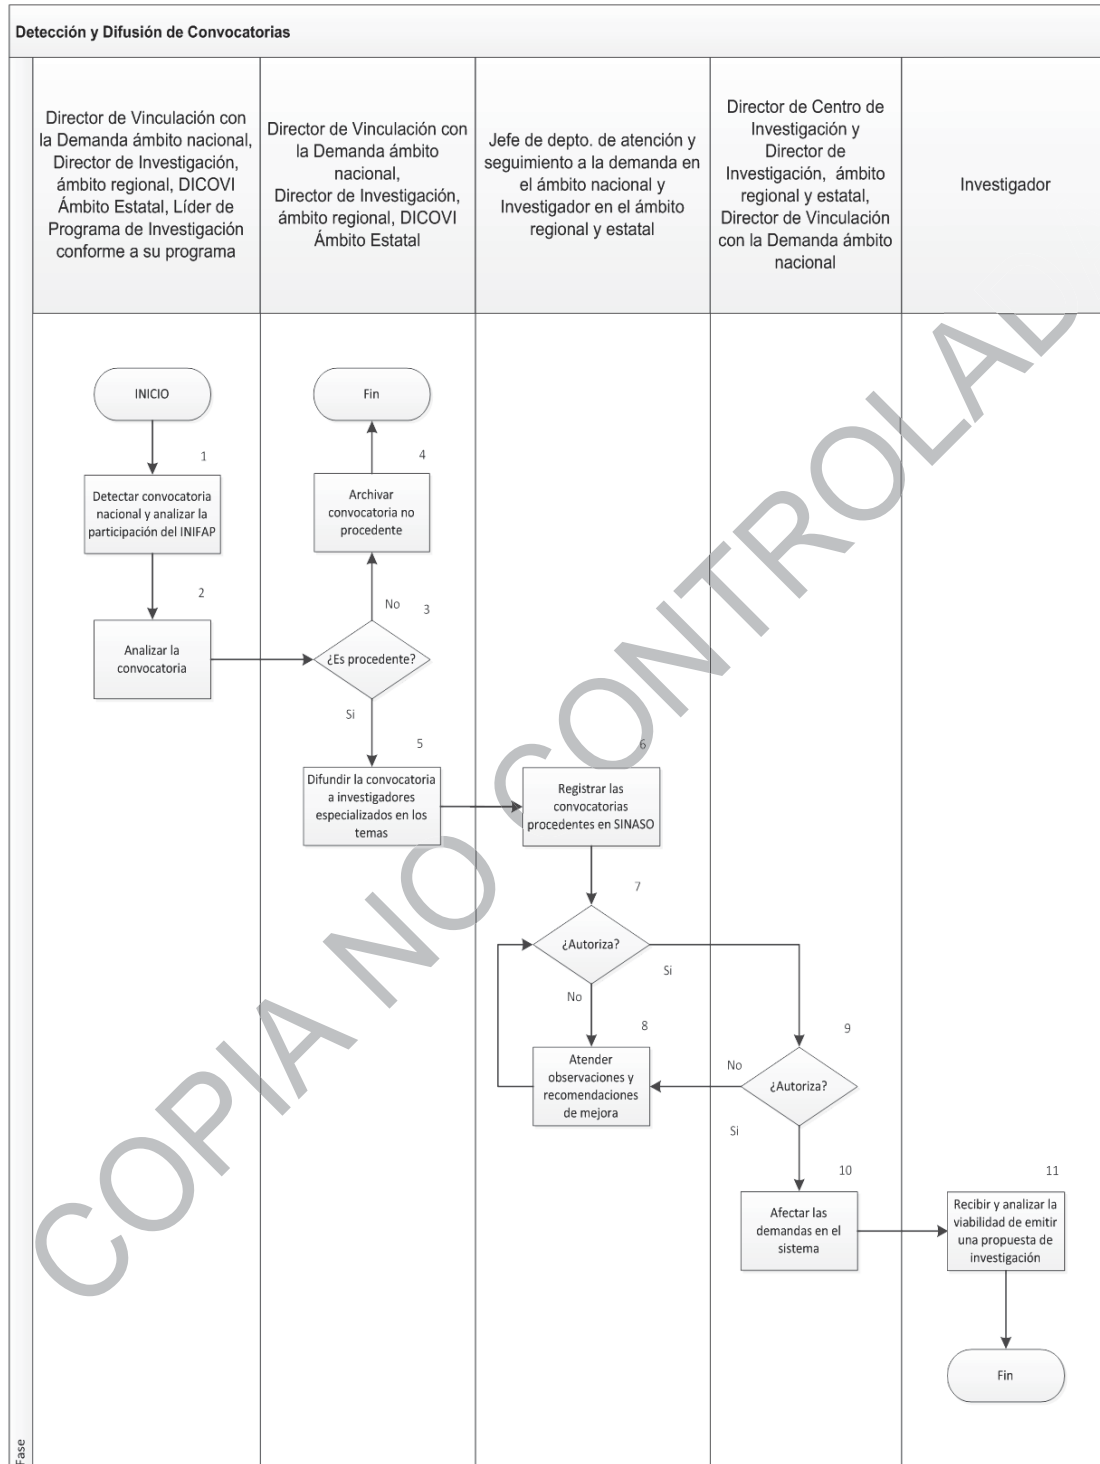 Detección y Difusión de Convocatorias
Director de Vinculación con
la Demanda ámbito nacional,
Director de Investigación,
ámbito regional, DICOVI
Ámbito Estatal, Líder de
Programa de Investigación
conforme a su programa
Director de Vinculación con
la Demanda ámbito
nacional,
Director de Investigación,
ámbito regional, DICOVI
Ámbito Estatal
Jefe de depto. de atención y
seguimiento a la demanda en
el ámbito nacional y
Investigador en el ámbito
regional y estatal
Director de Centro de
Investigación y
Director de
Investigación, ámbito
regional y estatal,
Director de Vinculación
con la Demanda ámbito
nacional
Investigador
INICIO
1
Detectar convocatoria
nacional y analizar la
participación del INIFAP
2
Analizar la
convocatoria
Fin
4
Archivar
convocatoria no
procedente
No
3
¿Es procedente?
Si
5
Difundir la convocatoria
a investigadores
especializados en los
temas
6
Registrar las
convocatorias
procedentes en SINASO
7
¿Autoriza?
Si
No
8
Atender
observaciones y
recomendaciones
de mejora
9
No
¿Autoriza?
Si
10
Afectar las
demandas en el
sistema
11
Recibir y analizar la
viabilidad de emitir
una propuesta de
investigación
Fin
Fase
COPIA NO CONTROLAD